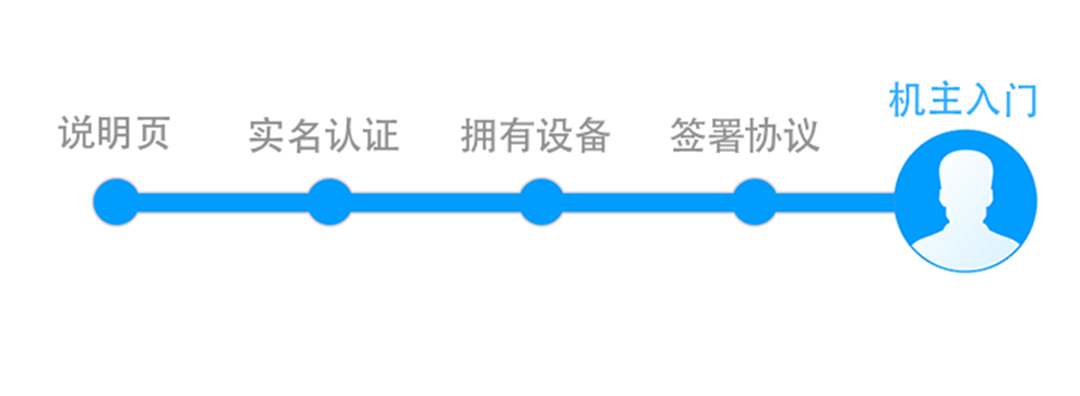 机主入门
说明页
实名认证
拥有设备
签署协议